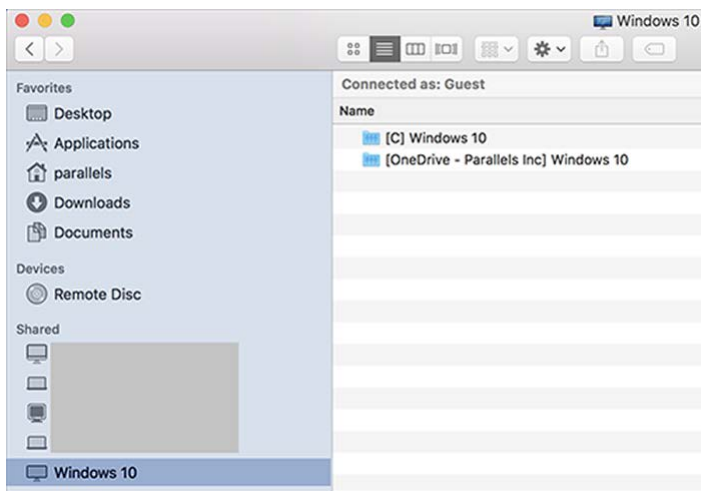 Windows 10
Favorites
Desktop
Applications
parallels
Downloads
Documents
Devices
Remote Disc
Shared
Windows 10
Connected as: Guest
Name
[C] Windows 10
[OneDrive - Parallels Inc] Windows 10